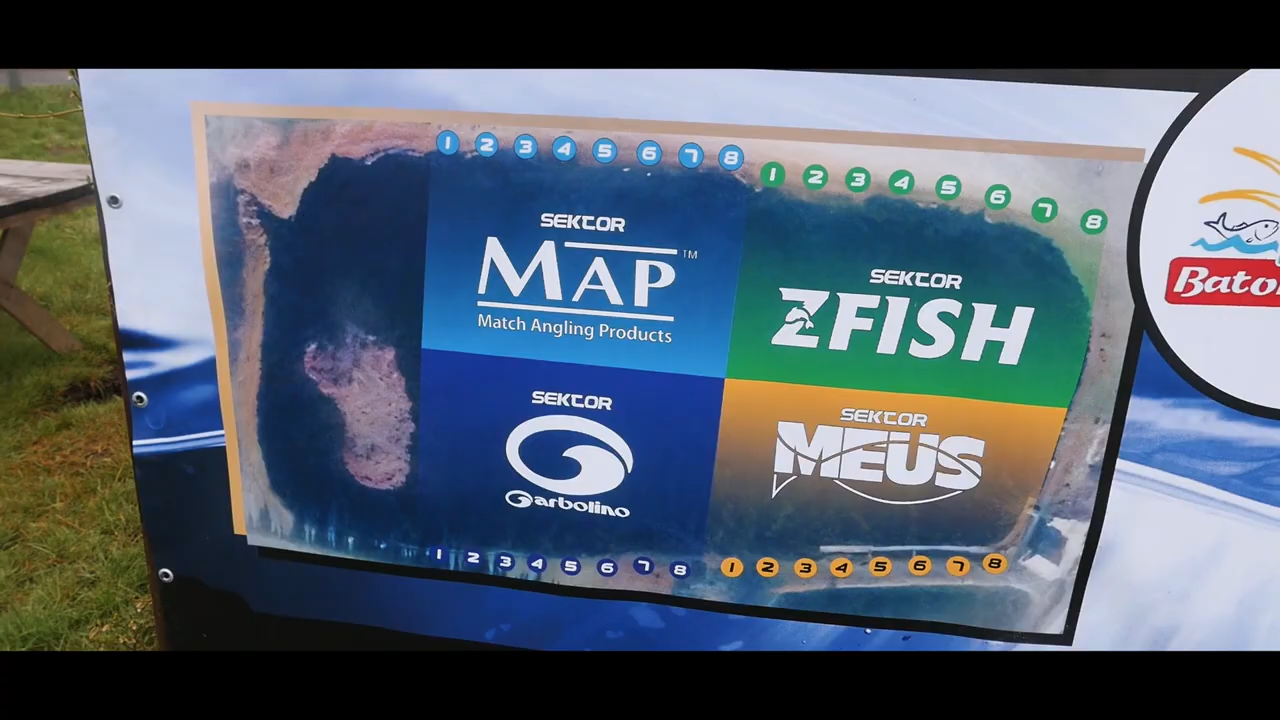 1 2 3 4 5 6 7 8
1 2 3 4 5 6 7 8
SEKTOR
MAP™
Match Angling Products
SEKTOR
ZFISH
SEKTOR
Garbolino
SEKTOR
MEUS
1 2 3 4 5 6 7 8
1 2 3 4 5 6 7 8